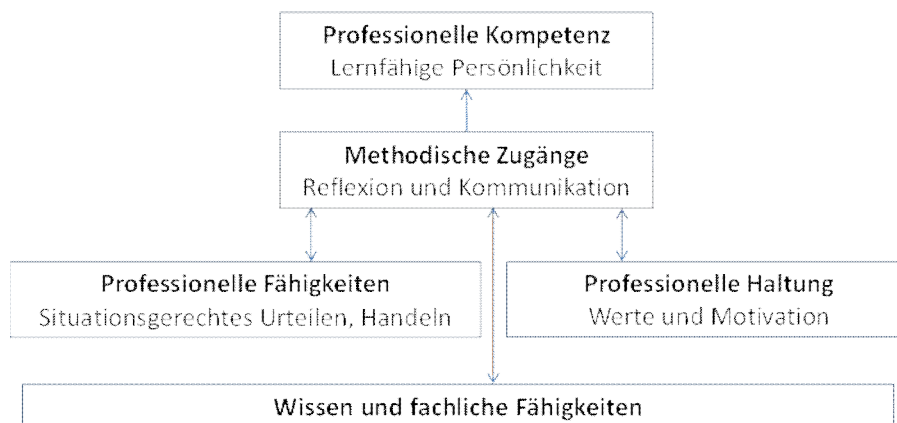 Professionelle Kompetenz
Lernfähige Persönlichkeit
Methodische Zugänge
Reflexion und Kommunikation
Professionelle Fähigkeiten
Situationsgerechtes Urteilen, Handeln
Professionelle Haltung
Werte und Motivation
Wissen und fachliche Fähigkeiten